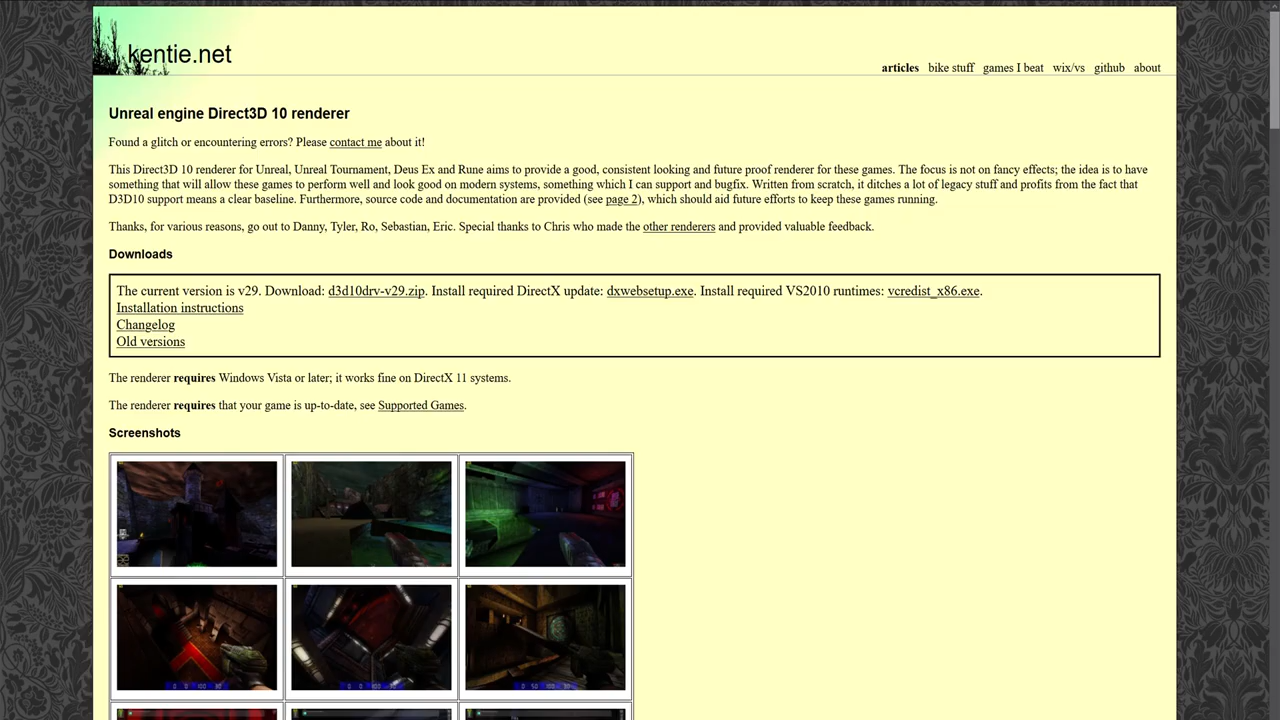 kentie.net
articles bike stuff games I beat wix/vs github about
Unreal engine Direct3D 10 renderer
Found a glitch or encountering errors? Please contact me about it!
This Direct3D 10 renderer for Unreal, Unreal Tournament, Deus Ex and Rune aims to provide a good, consistent looking and future proof renderer for these games. The focus is not on fancy effects; the idea is to have
something that will allow these games to perform well and look good on modern systems, something which I can support and bugfix. Written from scratch, it ditches a lot of legacy stuff and profits from the fact that
D3D10 support means a clear baseline. Furthermore, source code and documentation are provided (see page 2), which should aid future efforts to keep these games running.
Thanks, for various reasons, go out to Danny, Tyler, Ro, Sebastian, Eric. Special thanks to Chris who made the other renderers and provided valuable feedback.
Downloads
The current version is v29. Download: d3d10drv-v29.zip. Install required DirectX update: dxwebsetup.exe. Install required VS2010 runtimes: vcredist_x86.exe.
Installation instructions
Changelog
Old versions
The renderer requires Windows Vista or later; it works fine on DirectX 11 systems.
The renderer requires that your game is up-to-date, see Supported Games.
Screenshots